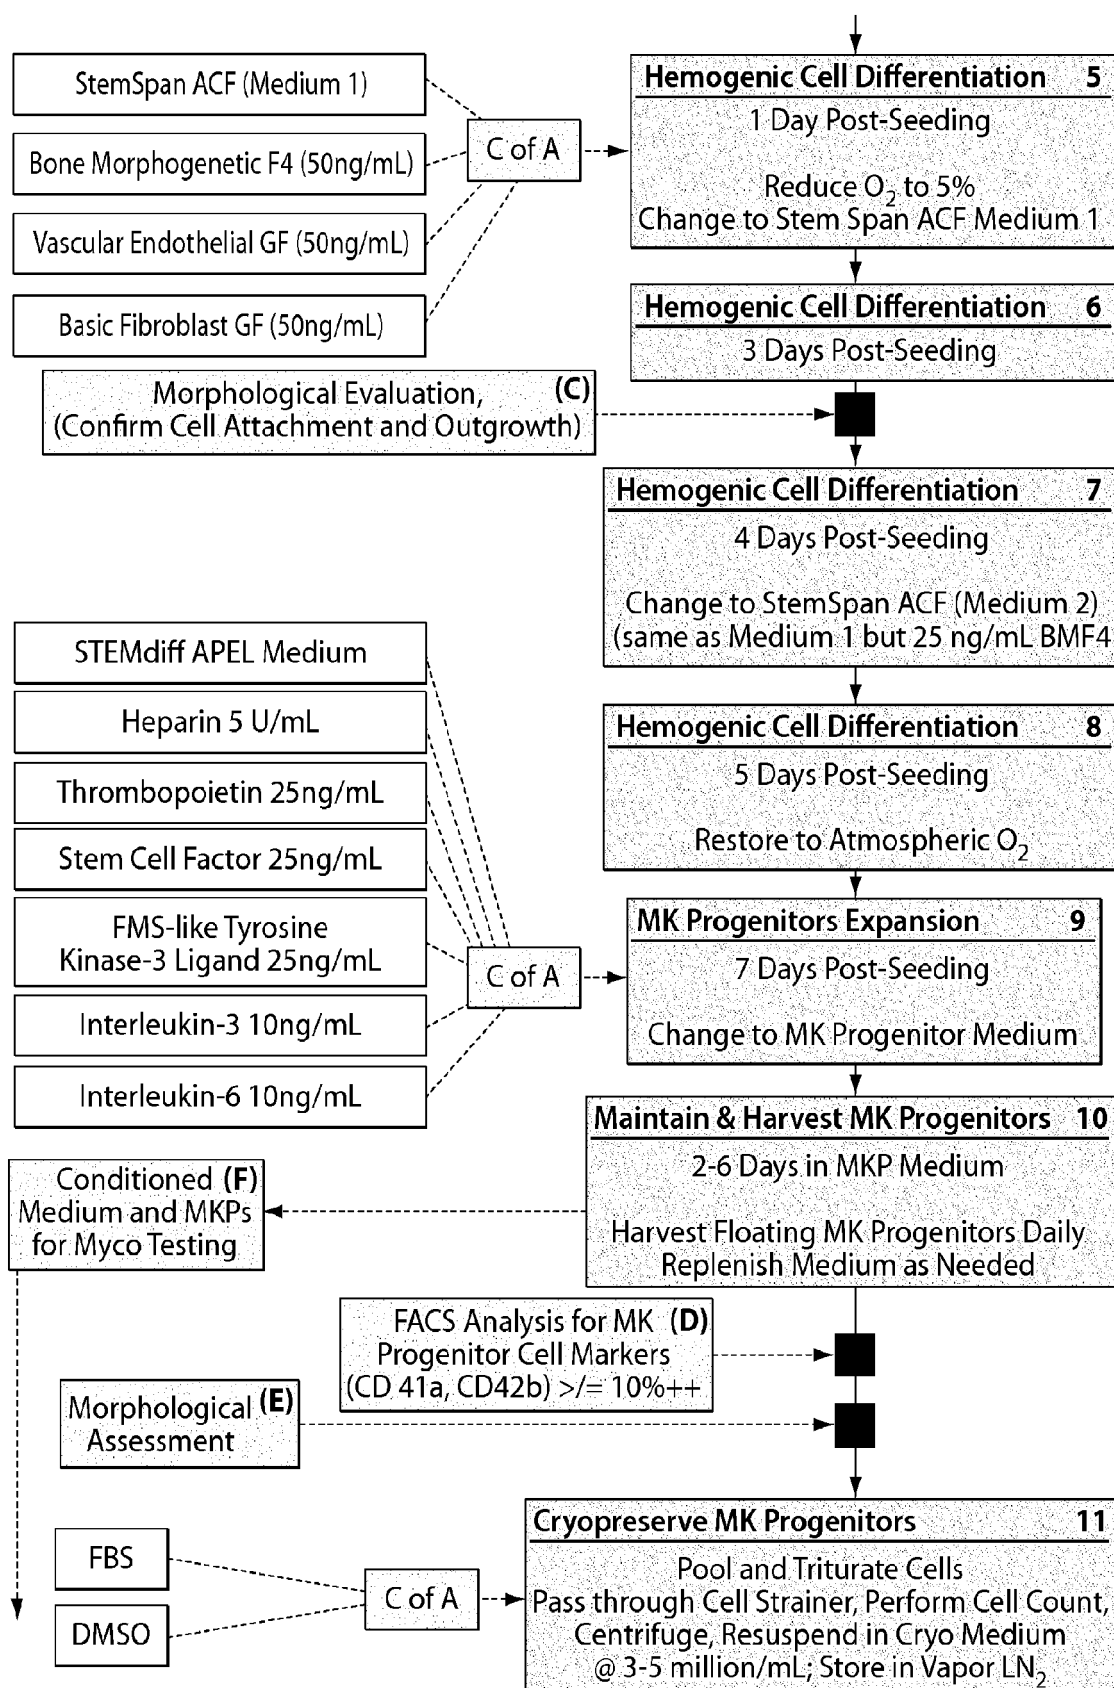 StemSpan ACF (Medium 1)
Bone Morphogenetic F4 (50ng/mL)
Vascular Endothelial GF (50ng/mL)
Basic Fibroblast GF (50ng/mL)
C of A
Hemogenic Cell Differentiation 5
1 Day Post-Seeding
Reduce O₂ to 5%
Change to Stem Span ACF Medium 1
Hemogenic Cell Differentiation 6
3 Days Post-Seeding
Morphological Evaluation, (C)
(Confirm Cell Attachment and Outgrowth)
Hemogenic Cell Differentiation 7
4 Days Post-Seeding
Change to StemSpan ACF (Medium 2)
(same as Medium 1 but 25 ng/mL BMF4
Hemogenic Cell Differentiation 8
5 Days Post-Seeding
Restore to Atmospheric O₂
STEMdiff APEL Medium
Heparin 5 U/mL
Thrombopoietin 25ng/mL
Stem Cell Factor 25ng/mL
FMS-like Tyrosine
Kinase-3 Ligand 25ng/mL
Interleukin-3 10ng/mL
Interleukin-6 10ng/mL
C of A
MK Progenitors Expansion 9
7 Days Post-Seeding
Change to MK Progenitor Medium
Maintain & Harvest MK Progenitors 10
2-6 Days in MKP Medium
Harvest Floating MK Progenitors Daily
Replenish Medium as Needed
Conditioned (F)
Medium and MKPs
for Myco Testing
FACS Analysis for MK (D)
Progenitor Cell Markers
(CD 41a, CD42b) >/= 10%++
Morphological (E)
Assessment
FBS
DMSO
C of A
Cryopreserve MK Progenitors 11
Pool and Triturate Cells
Pass through Cell Strainer, Perform Cell Count,
Centrifuge, Resuspend in Cryo Medium
@ 3-5 million/mL; Store in Vapor LN₂